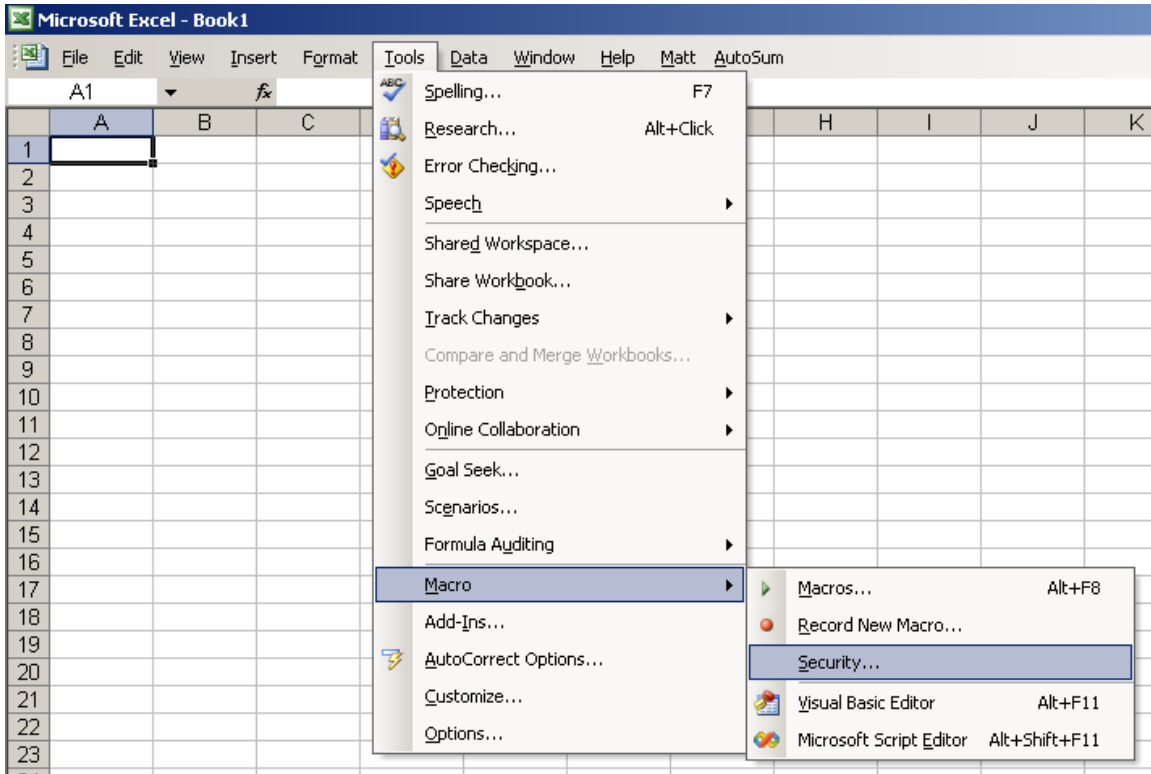 Microsoft Excel - Book1
File Edit View Insert Format Tools Data Window Help Matt AutoSum
A1 fx
A B C H I J K
ABC Spelling... F7
Research... Alt+Click
Error Checking...
Speech
Shared Workspace...
Share Workbook...
Track Changes
Compare and Merge Workbooks...
Protection
Online Collaboration
Goal Seek...
Scenarios...
Formula Auditing
Macro
Add-Ins...
AutoCorrect Options...
Customize...
Options...
Macros... Alt+F8
Record New Macro...
Security...
Visual Basic Editor Alt+F11
Microsoft Script Editor Alt+Shift+F11
1
2
3
4
5
6
7
8
9
10
11
12
13
14
15
16
17
18
19
20
21
22
23